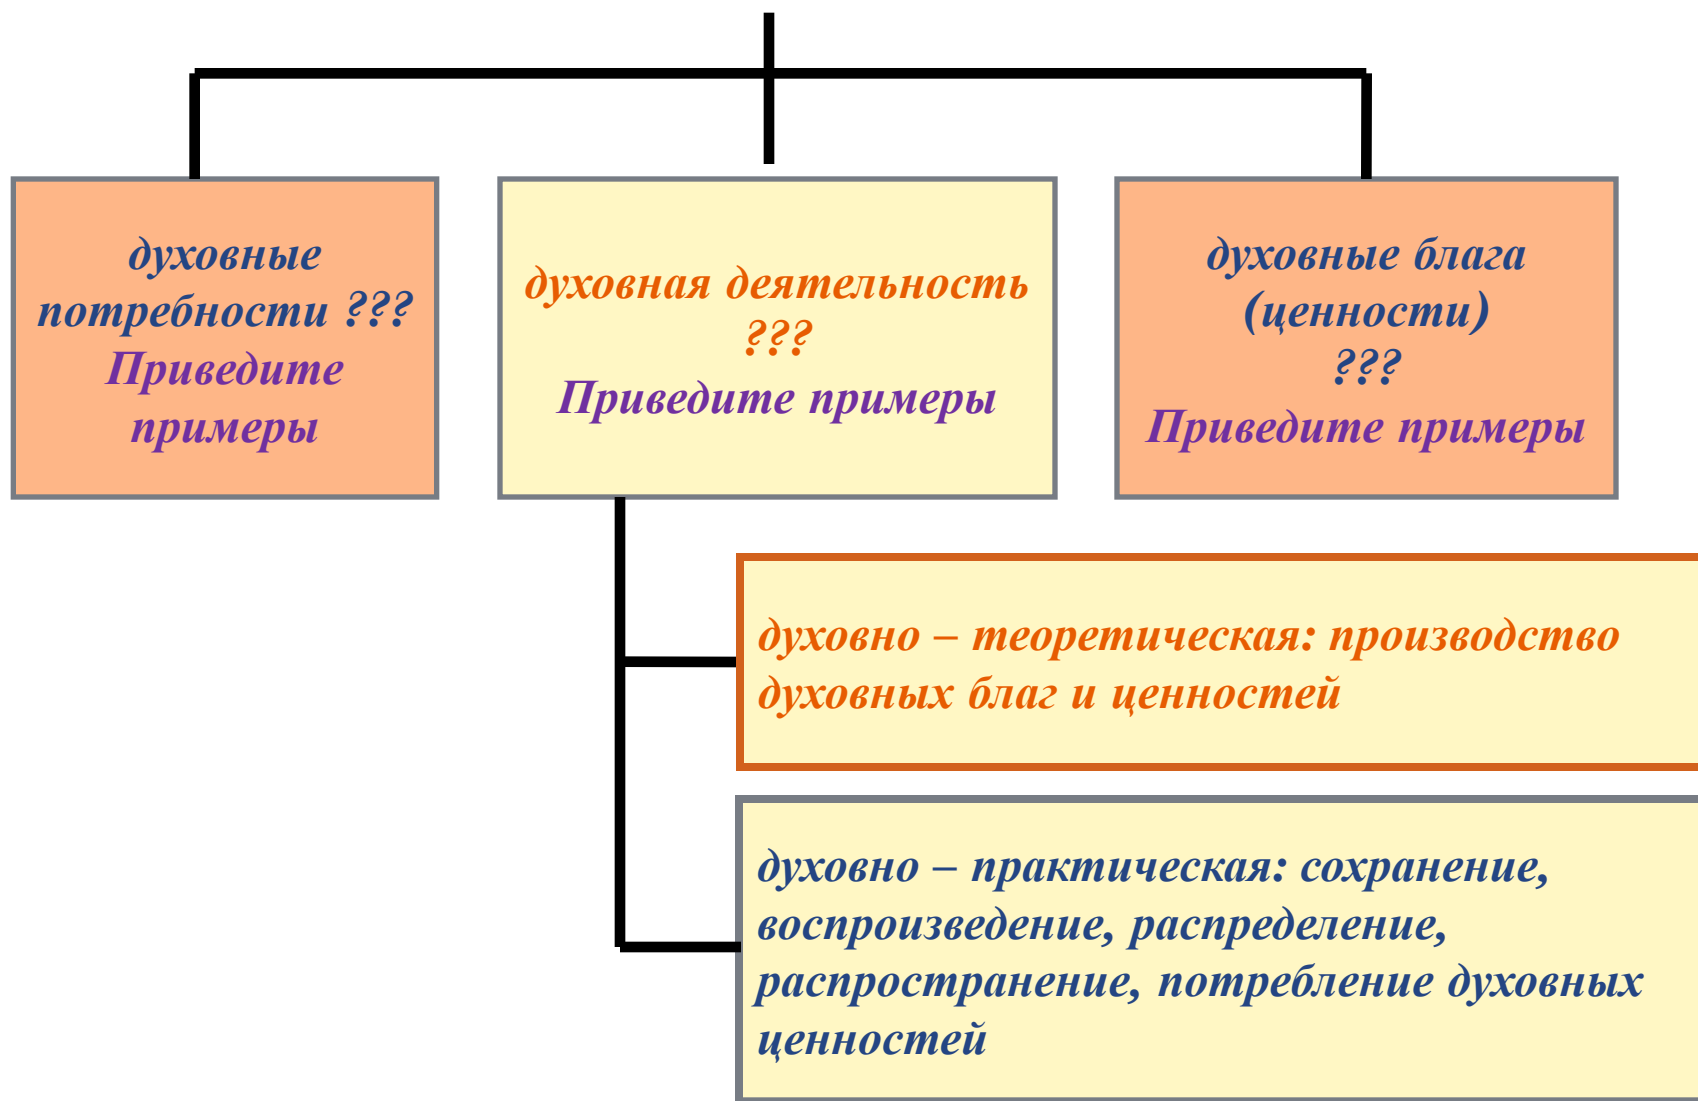 духовные
потребности ???
Приведите
примеры
духовная деятельность
???
Приведите примеры
духовные блага
(ценности)
???
Приведите примеры
духовно – теоретическая: производство
духовных благ и ценностей
духовно – практическая: сохранение,
воспроизведение, распределение,
распространение, потребление духовных
ценностей